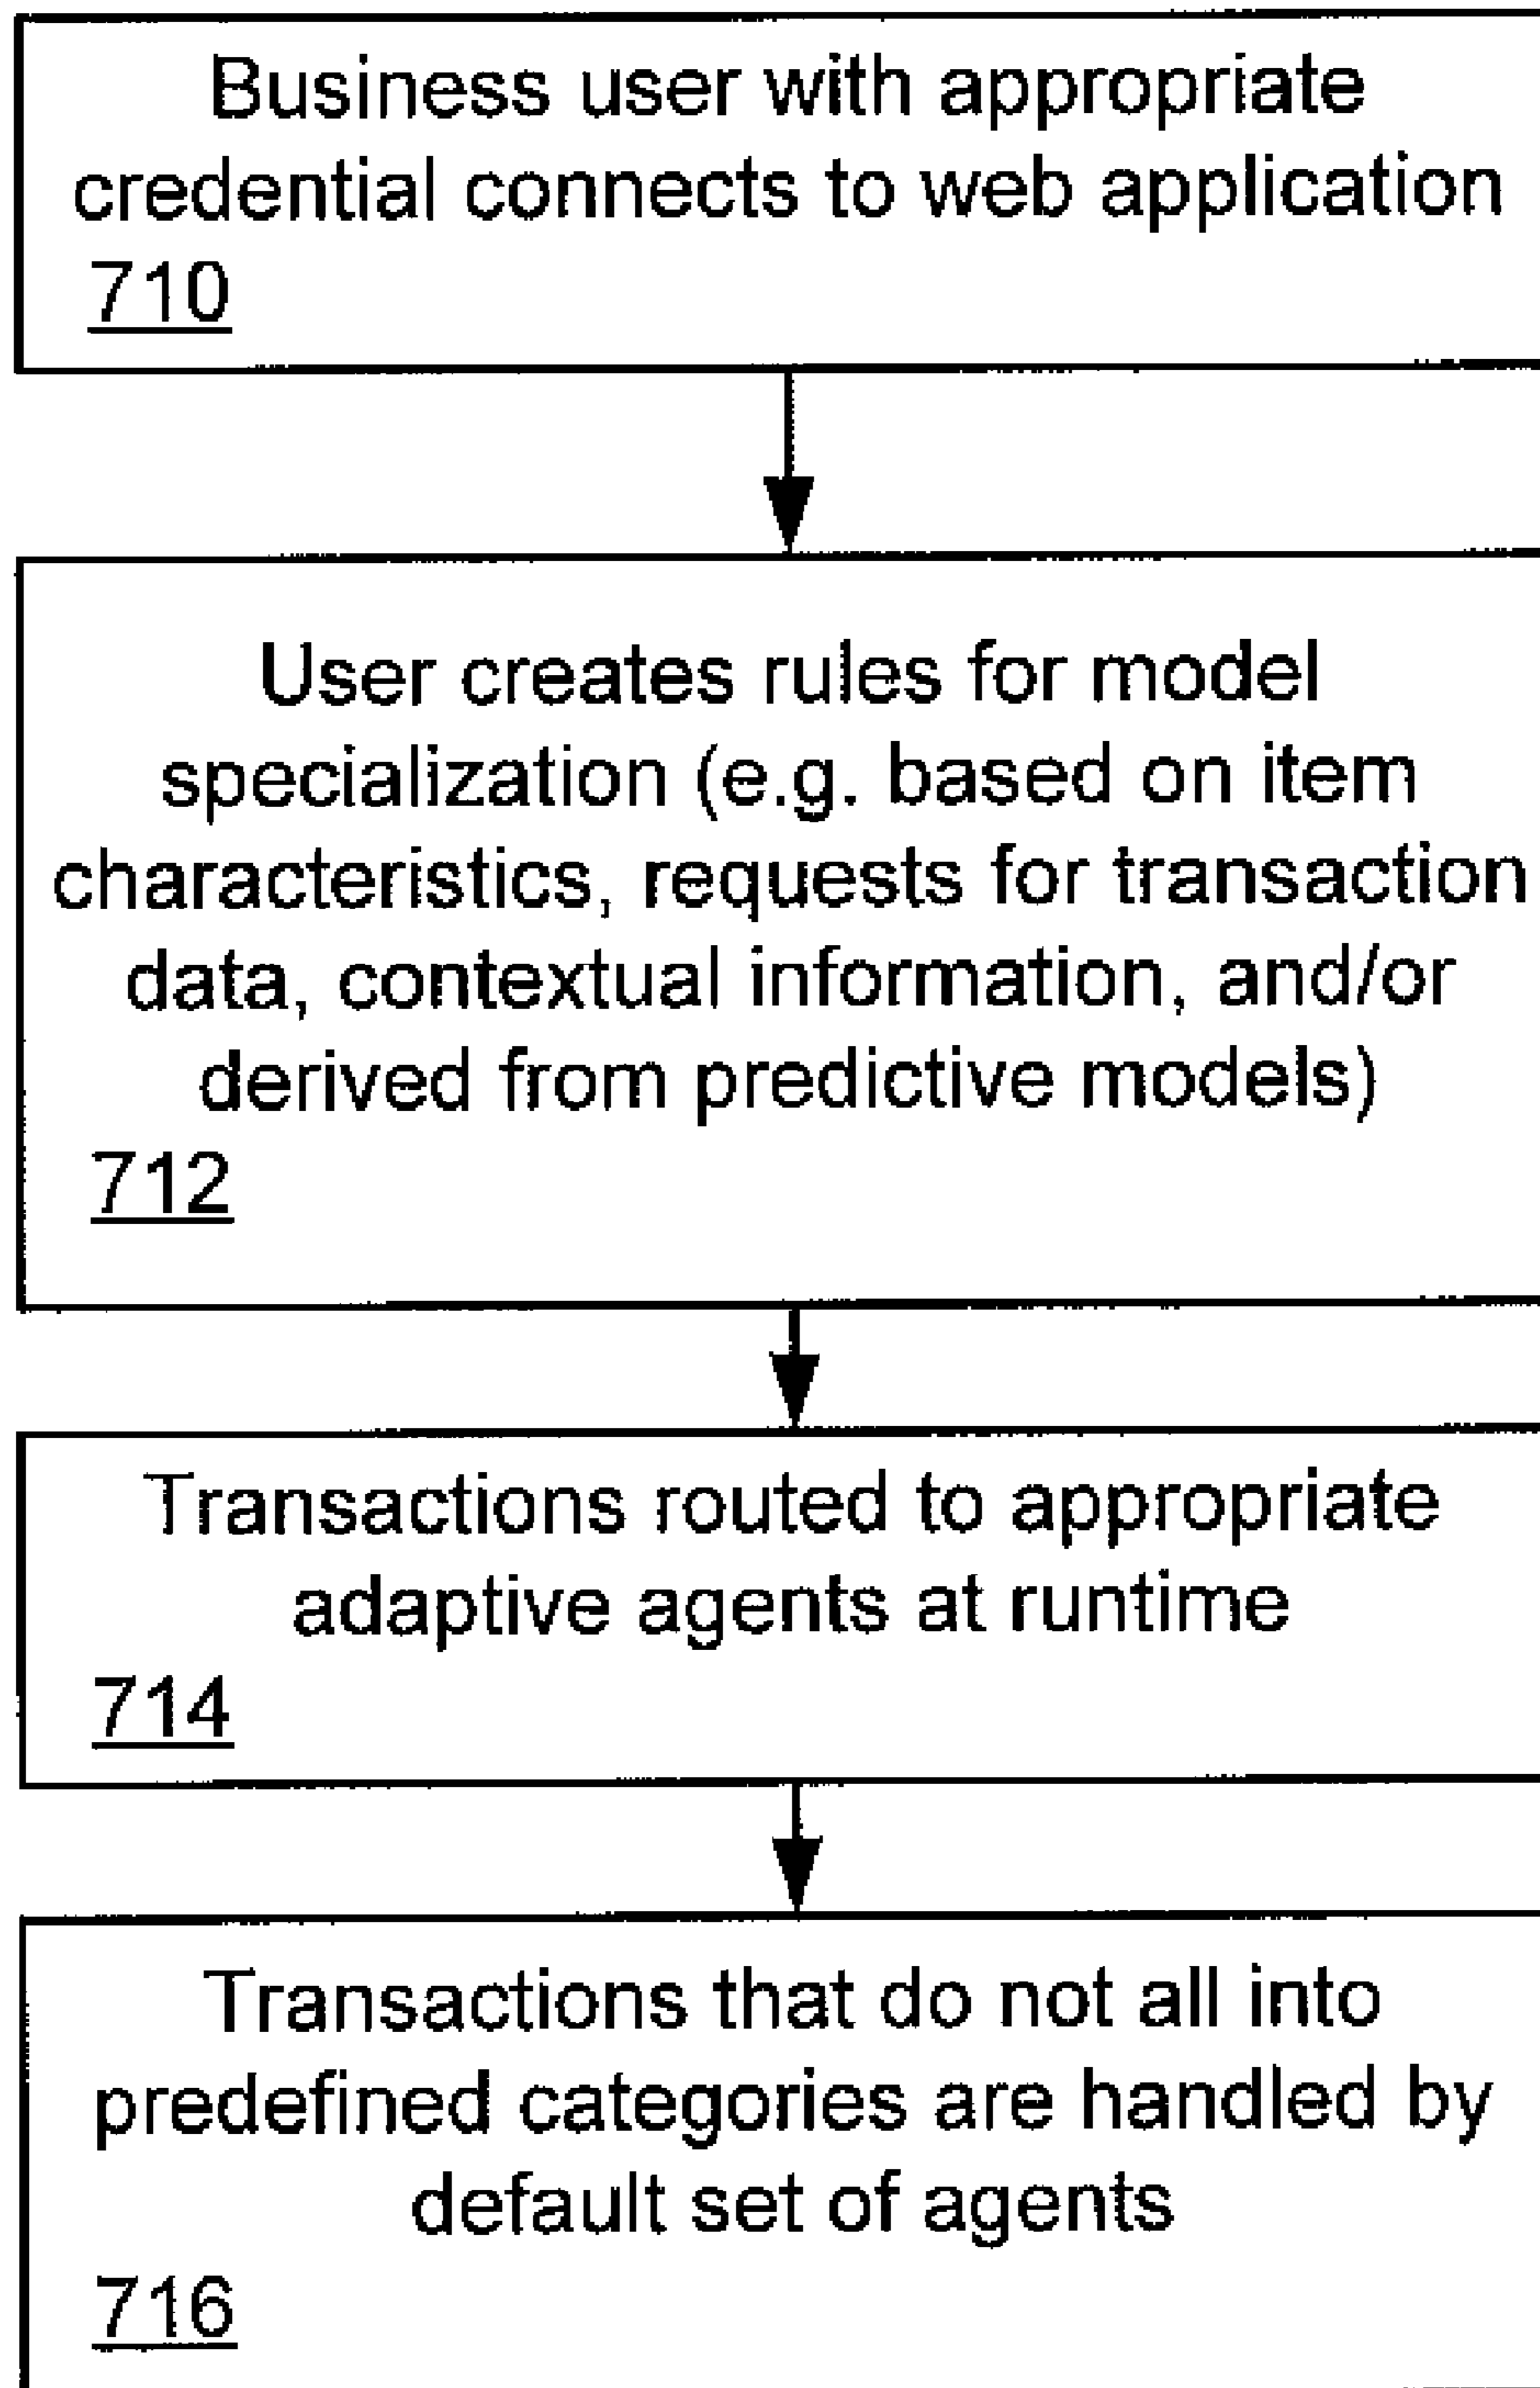 Business user with appropriate
credential connects to web application
710
User creates rules for model
specialization (e.g. based on item
characteristics, requests for transaction
data, contextual information, and/or
derived from predictive models)
712
Transactions routed to appropriate
adaptive agents at runtime
714
Transactions that do not all into
predefined categories are handled by
default set of agents
716